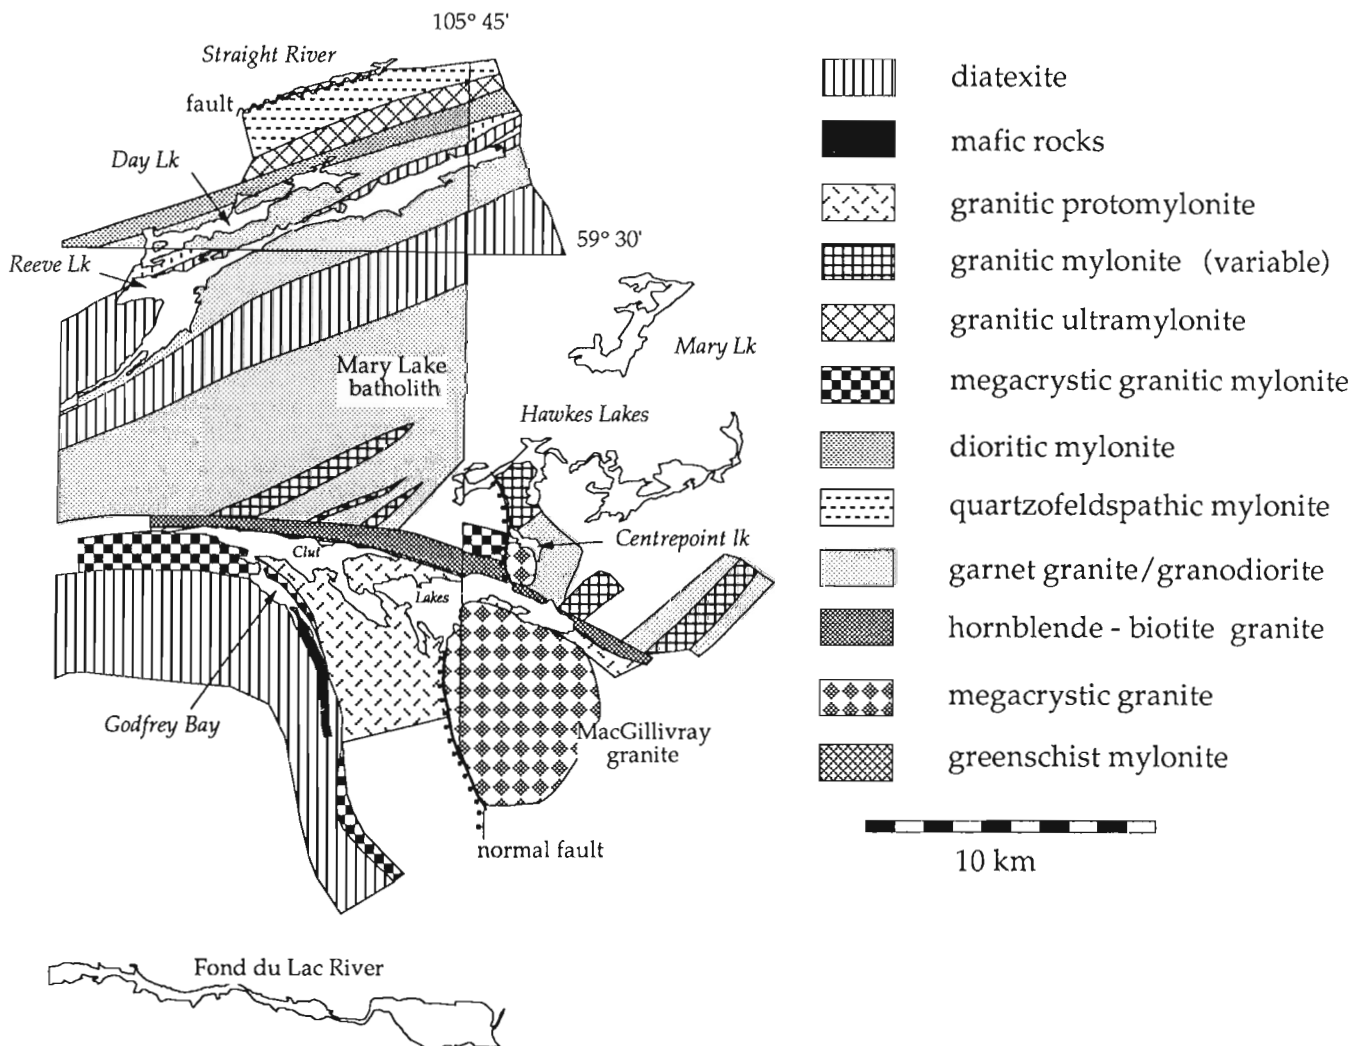 105° 45'
Straight River
fault
Day Lk
59° 30'
Reeve Lk
Mary Lk
Mary Lake
batholith
Hawkes Lakes
Centrepoint lk
Clut
Lakes
Godfrey Bay
MacGillivray
granite
normal fault
Fond du Lac River
diatexite
mafic rocks
granitic protomylonite
granitic mylonite (variable)
granitic ultramylonite
megacrystic granitic mylonite
dioritic mylonite
quartzofeldspathic mylonite
garnet granite/granodiorite
hornblende - biotite granite
megacrystic granite
greenschist mylonite
10 km